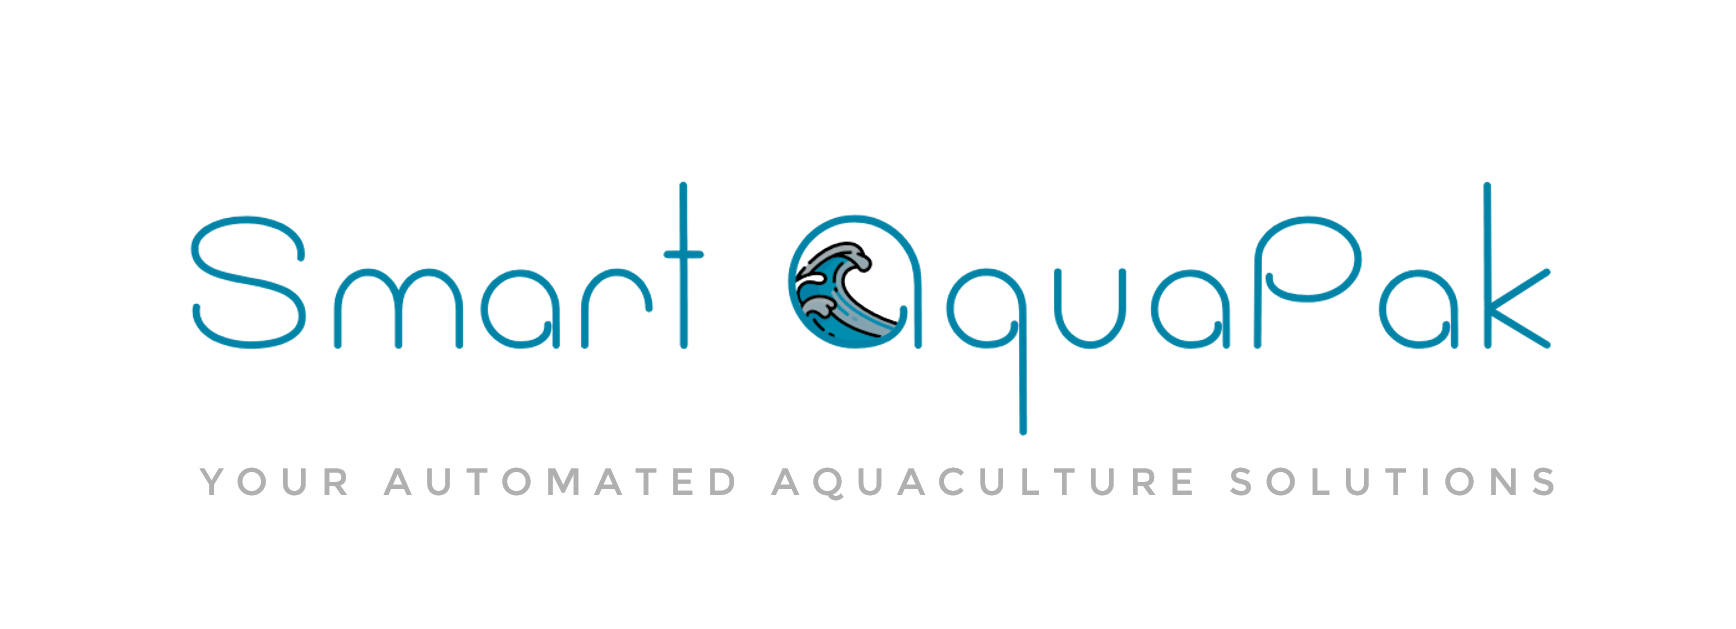 Smart AquaPak
YOUR AUTOMATED AQUACULTURE SOLUTIONS